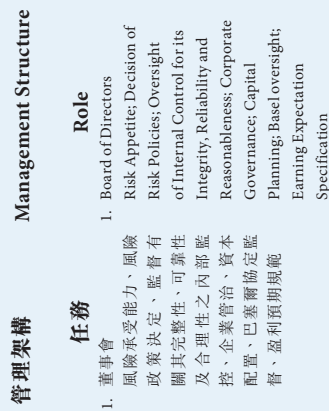 管理架構
任務
1. 董事會
風險承受能力、風險
政策決定、監督有
關其完整性、可靠性
及合理性之內部監
控、企業管治、資本
配置、巴塞爾協定監
督、盈利預期規範
Management Structure
Role
1. Board of Directors
Risk Appetite; Decision of
Risk Policies; Oversight
of Internal Control for its
Integrity, Reliability and
Reasonableness; Corporate
Governance; Capital
Planning; Basel oversight;
Earning Expectation
Specification